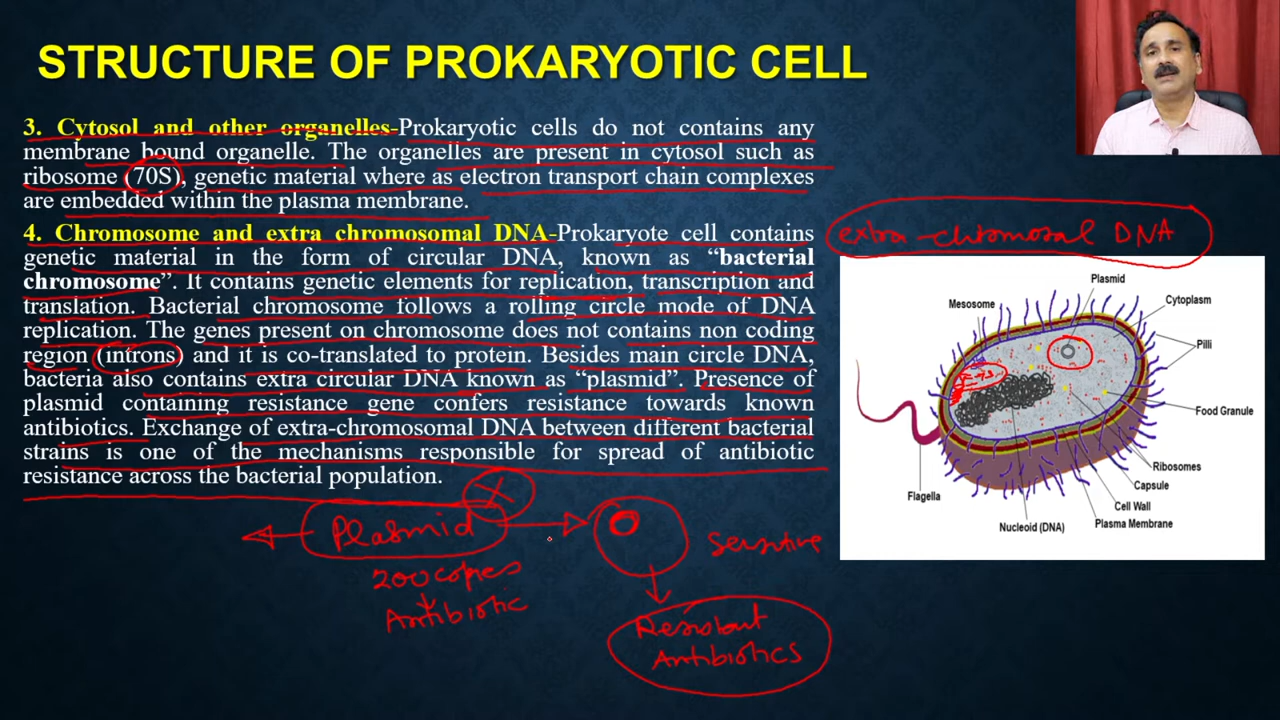 STRUCTURE OF PROKARYOTIC CELL
3. Cytosol and other organelles-Prokaryotic cells do not contains any
membrane bound organelle. The organelles are present in cytosol such as
ribosome (70S), genetic material where as electron transport chain complexes
are embedded within the plasma membrane.
4. Chromosome and extra chromosomal DNA-Prokaryote cell contains
genetic material in the form of circular DNA, known as “bacterial
chromosome”. It contains genetic elements for replication, transcription and
translation. Bacterial chromosome follows a rolling circle mode of DNA
replication. The genes present on chromosome does not contains non coding
region (introns) and it is co-translated to protein. Besides main circle DNA,
bacteria also contains extra circular DNA known as “plasmid”. Presence of
plasmid containing resistance gene confers resistance towards known
antibiotics. Exchange of extra-chromosomal DNA between different bacterial
strains is one of the mechanisms responsible for spread of antibiotic
resistance across the bacterial population.
extra-chromosal DNA
Plasmid
Mesosome
Cytoplasm
Pilli
Food Granule
Ribosomes
Capsule
Cell Wall
Plasma Membrane
Nucleoid (DNA)
Flagella
Plasmid
X
200 copies
Antibiotic
Sensitive
Resistant
Antibiotics